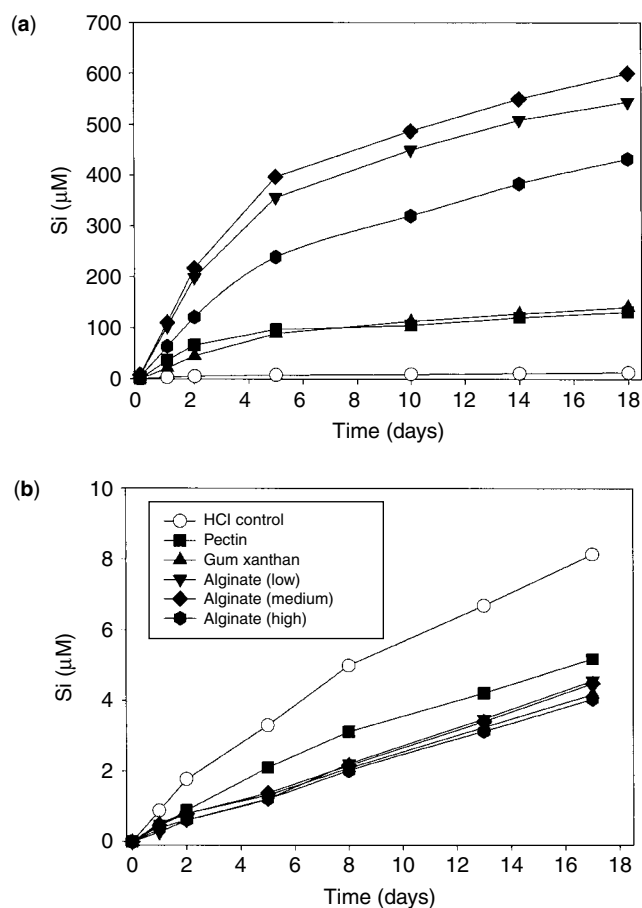 (a)
700
600
500
400
300
200
100
0
Si (μM)
0 2 4 6 8 10 12 14 16 18
Time (days)
(b)
10
8
6
4
2
0
Si (μM)
HCl control
Pectin
Gum xanthan
Alginate (low)
Alginate (medium)
Alginate (high)
0 2 4 6 8 10 12 14 16 18
Time (days)